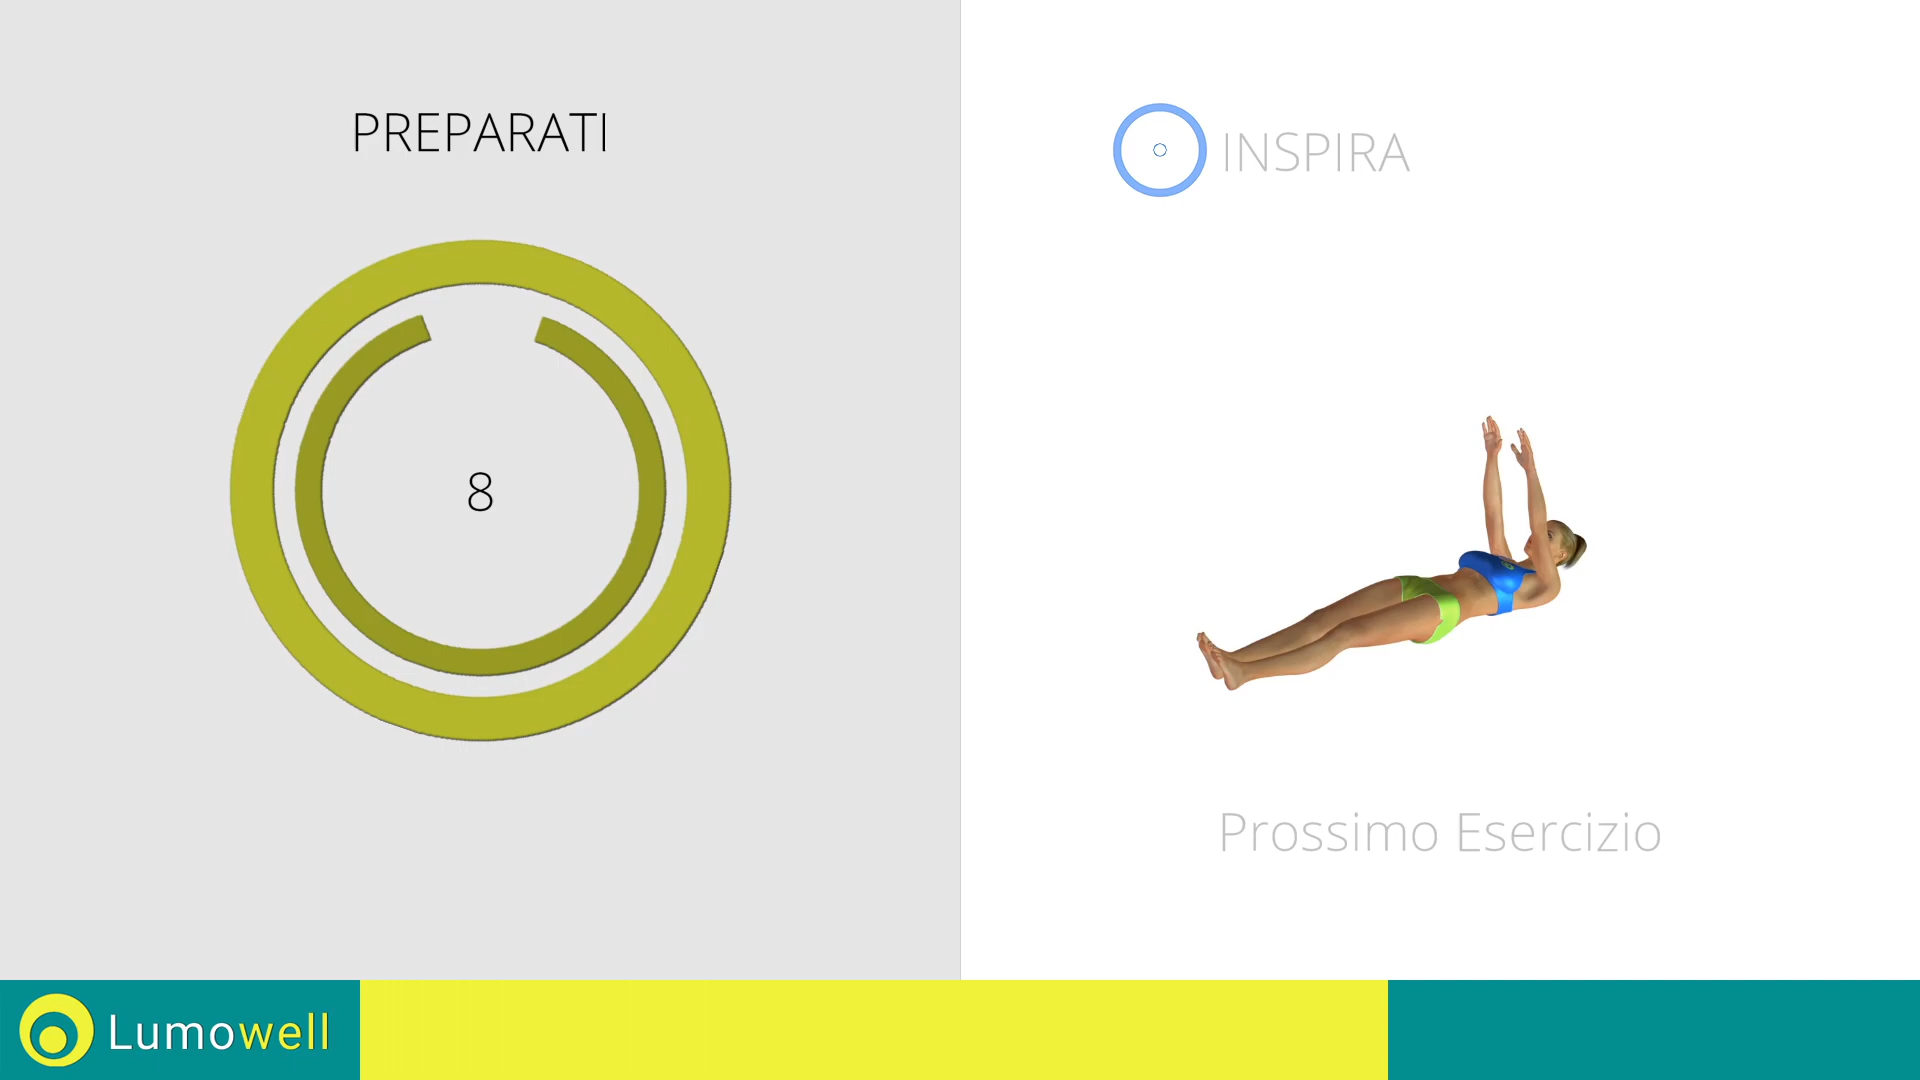 PREPARATI
8
INSPIRA
Prossimo Esercizio
Lumowell